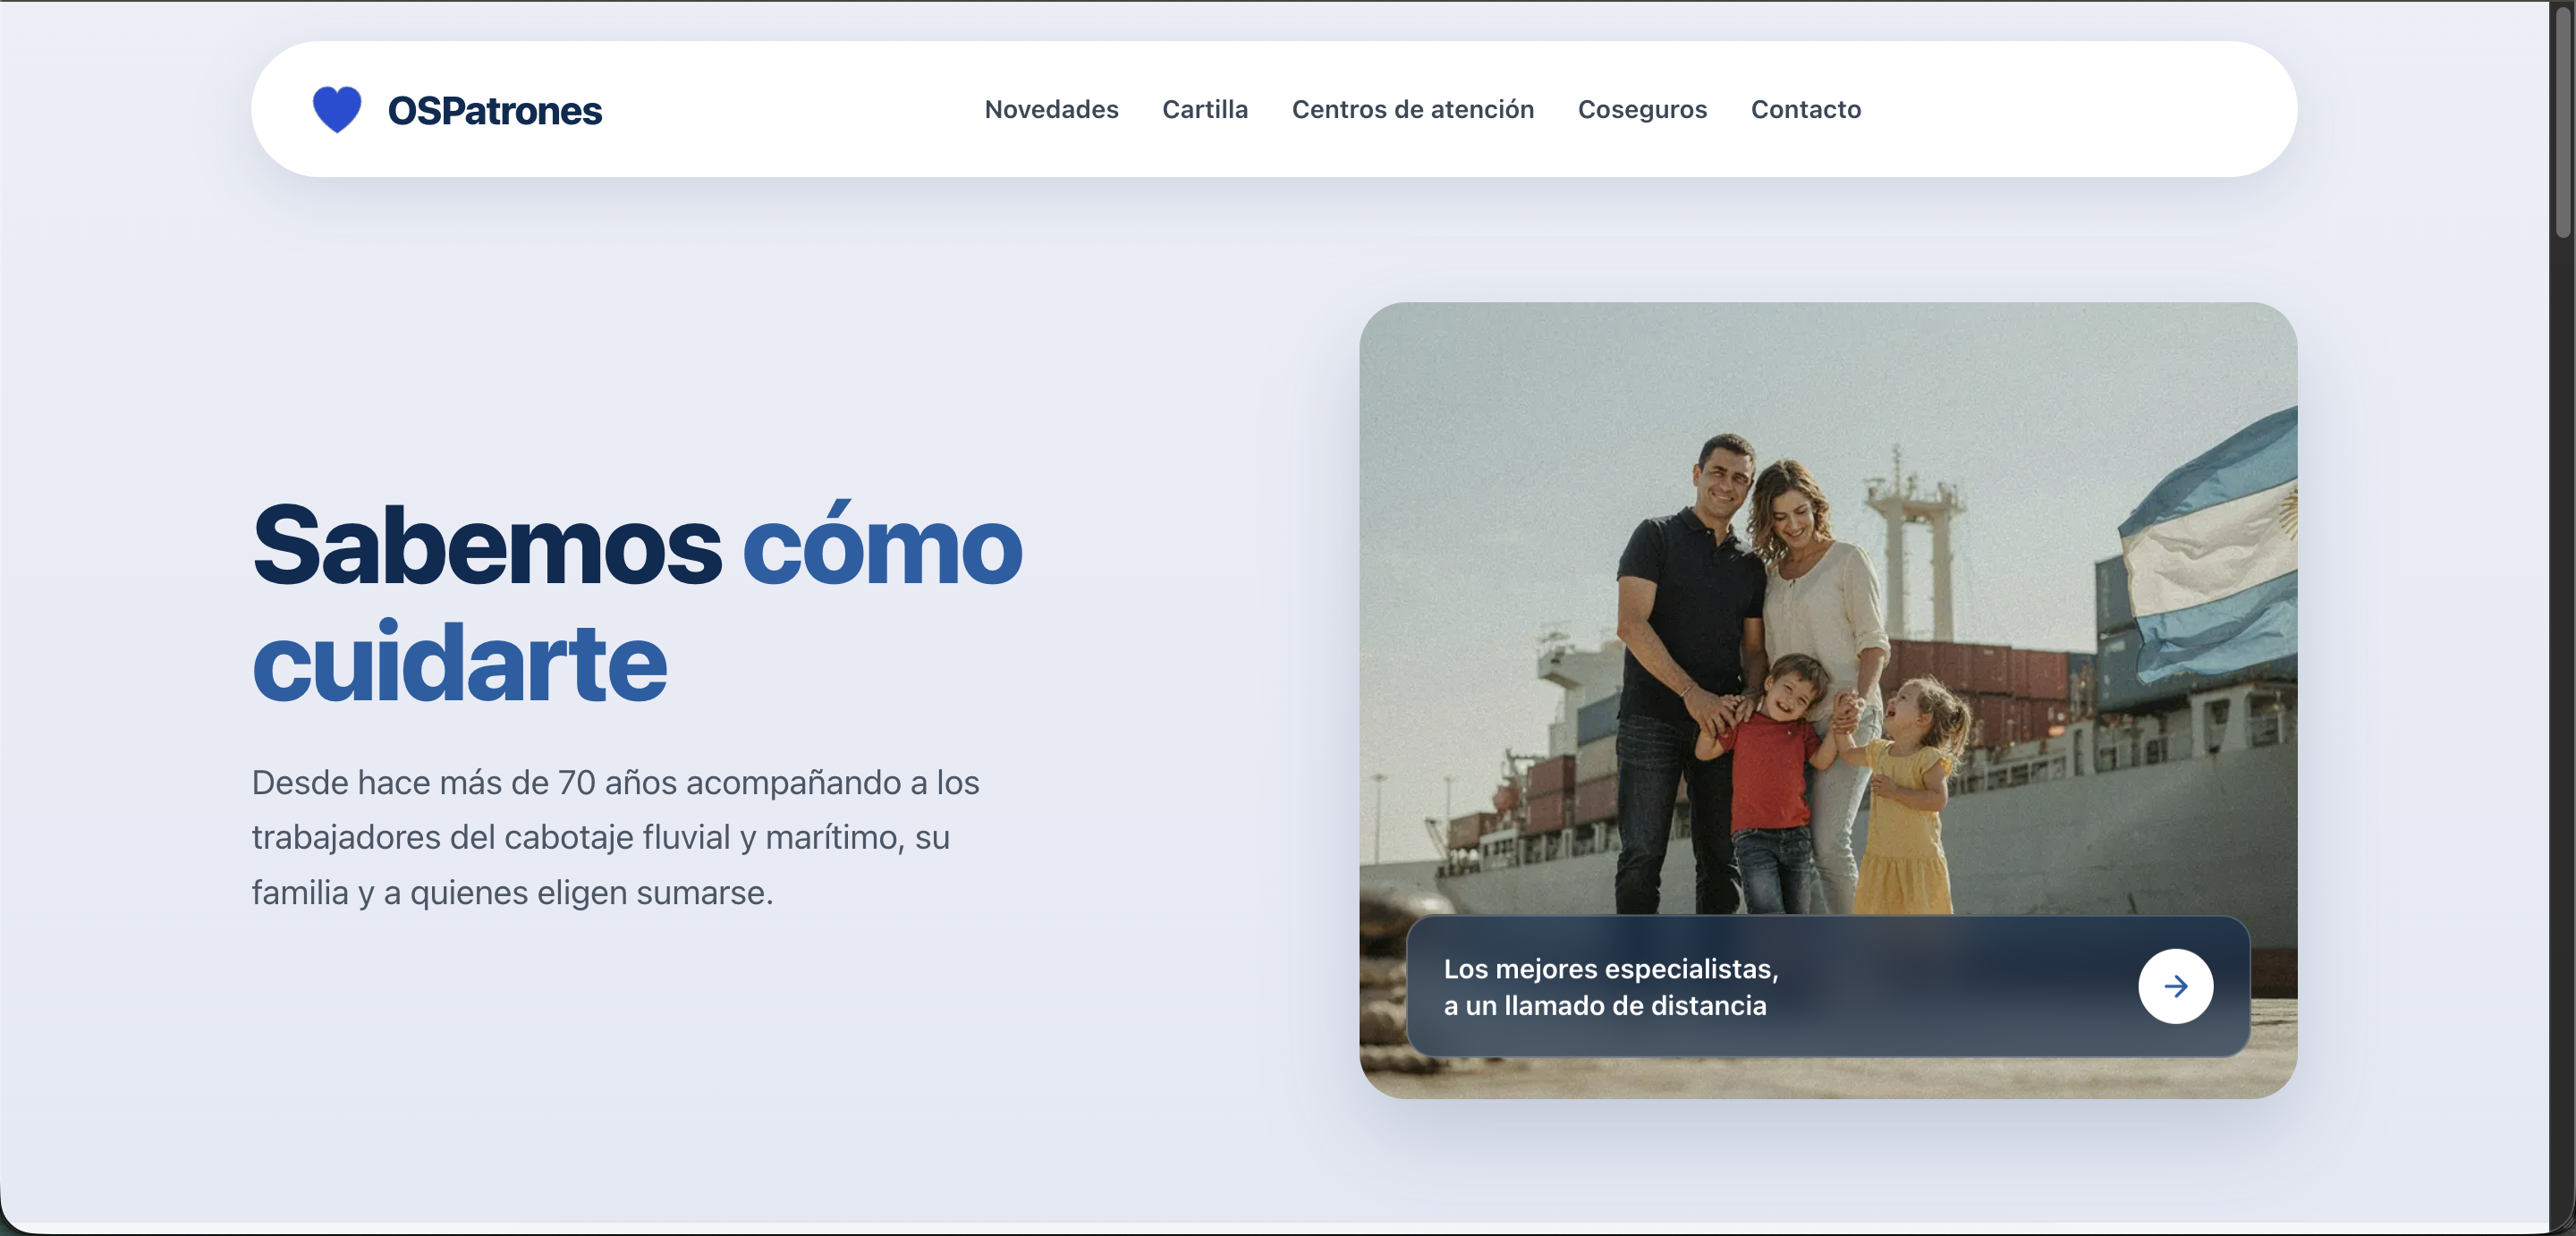 OSPatrones
Novedades Cartilla Centros de atención Coseguros Contacto
Sabemos cómo
cuidarte
Desde hace más de 70 años acompañando a los
trabajadores del cabotaje fluvial y marítimo, su
familia y a quienes eligen sumarse.
Los mejores especialistas,
a un llamado de distancia